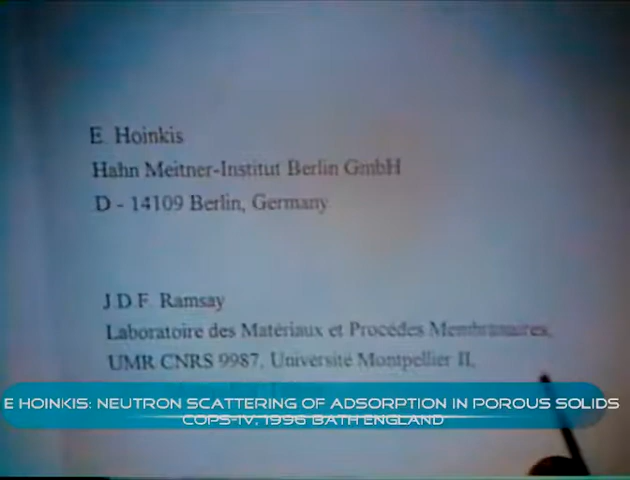 E. Hoinkis
Hahn Meitner-Institut Berlin GmbH
D - 14109 Berlin, Germany
J.D.F. Ramsay
Laboratoire des Matériaux et Procédes Membranaires,
UMR CNRS 9987, Université Montpellier II,
E HOINKIS: NEUTRON SCATTERING OF ADSORPTION IN POROUS SOLIDS
COPS-IV, 1996 BATH ENGLAND